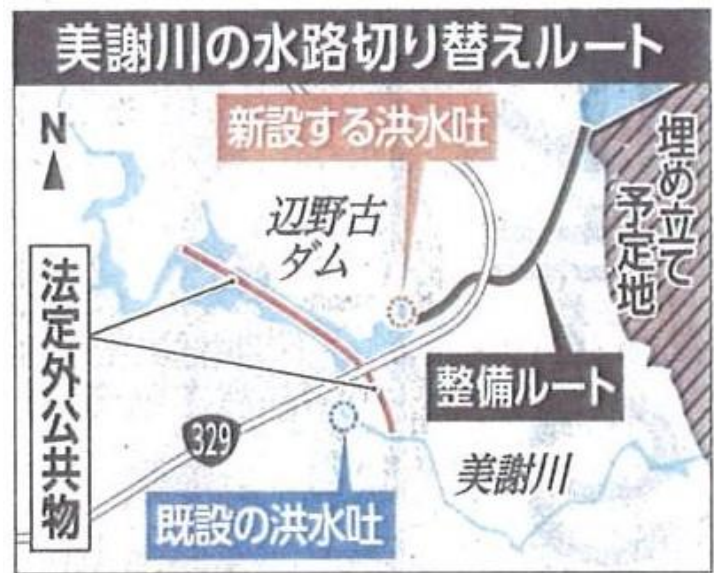 美謝川の水路切り替えルート
N
新設する洪水吐
辺野古
ダム
埋め立て
予定地
法定外公共物
整備ルート
329
美謝川
既設の洪水吐